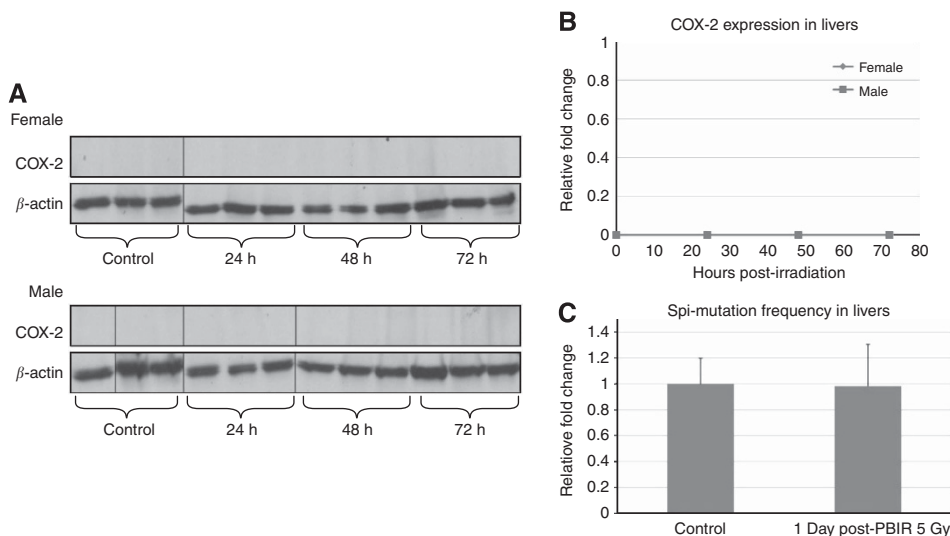 A
Female
COX-2
β-actin
Control 24 h 48 h 72 h
Male
COX-2
β-actin
Control 24 h 48 h 72 h
B
COX-2 expression in livers
Relative fold change
1
0.8
0.6
0.4
0.2
0
Female
Male
0 10 20 30 40 50 60 70 80
Hours post-irradiation
C
Spi-mutation frequency in livers
Relatiove fold change
1.4
1.2
1
0.8
0.6
0.4
0.2
0
Control 1 Day post-PBIR 5 Gy